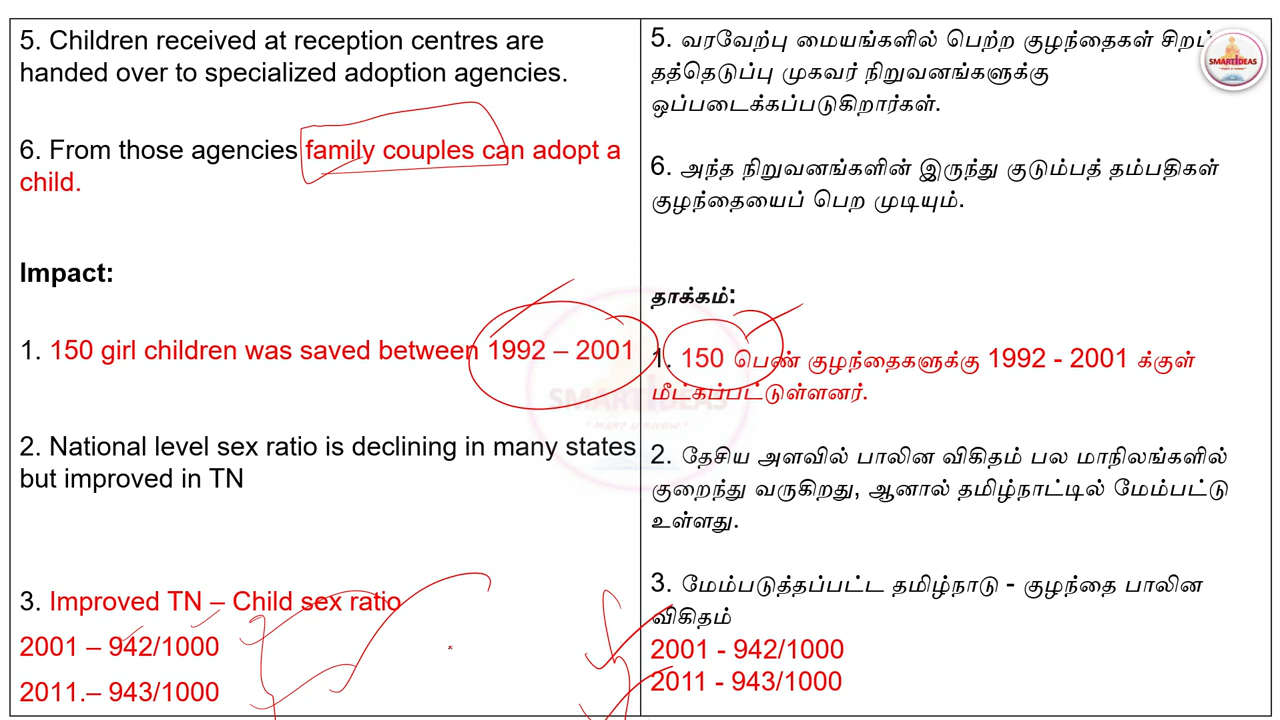 5. Children received at reception centres are
handed over to specialized adoption agencies.
6. From those agencies family couples can adopt a
child.
Impact:
1. 150 girl children was saved between 1992 – 2001
2. National level sex ratio is declining in many states
but improved in TN
3. Improved TN – Child sex ratio
2001 – 942/1000
2011.– 943/1000
5. வரவேற்பு மையங்களில் பெற்ற குழந்தைகள்
தத்தெடுப்பு முகவர் நிறுவனங்களுக்கு
ஒப்படைக்கப்படுகிறார்கள்.
6. அந்த நிறுவனங்களின் இருந்து குடும்பத் தம்பதிகள்
குழந்தையைப் பெற முடியும்.
தாக்கம்:
1. 150 பெண் குழந்தைகளுக்கு 1992 - 2001 க்குள்
மீட்கப்பட்டுள்ளனர்.
2. தேசிய அளவில் பாலின விகிதம் பல மாநிலங்களில்
குறைந்து வருகிறது, ஆனால் தமிழ்நாட்டில் மேம்பட்டு
உள்ளது.
3. மேம்படுத்தப்பட்ட தமிழ்நாடு - குழந்தை பாலின
விகிதம்
2001 - 942/1000
2011 - 943/1000
SMARTIDEAS
SMARTIDEAS
" MAKE U KNOW "